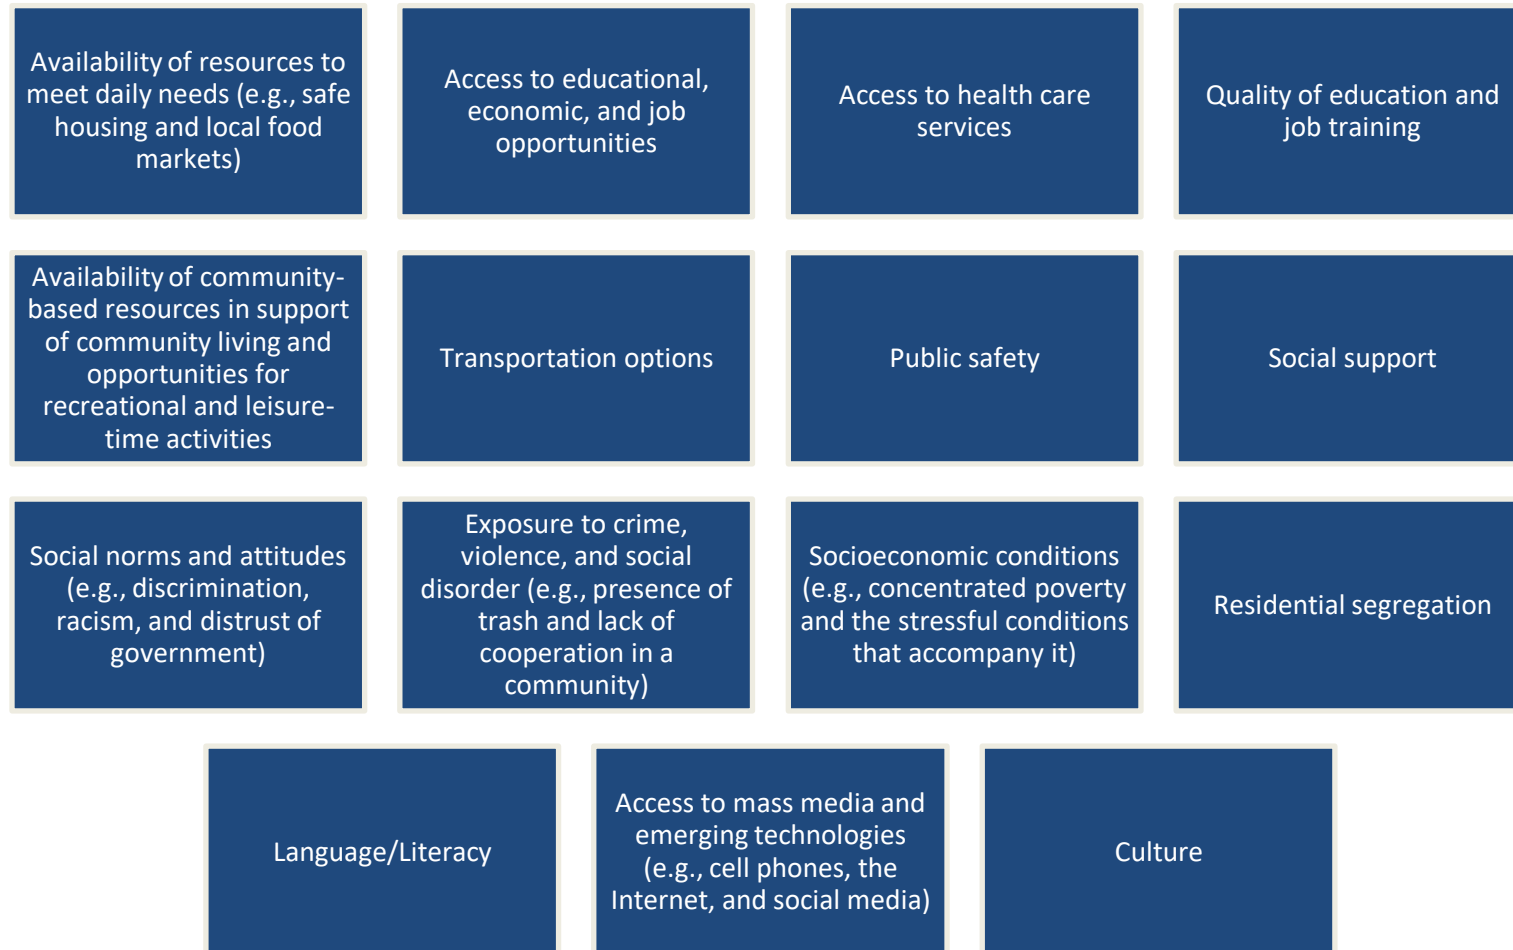 Availability of resources to
meet daily needs (e.g., safe
housing and local food
markets)
Access to educational,
economic, and job
opportunities
Access to health care
services
Quality of education and
job training
Availability of community-
based resources in support
of community living and
opportunities for
recreational and leisure-
time activities
Transportation options
Public safety
Social support
Social norms and attitudes
(e.g., discrimination,
racism, and distrust of
government)
Exposure to crime,
violence, and social
disorder (e.g., presence of
trash and lack of
cooperation in a
community)
Socioeconomic conditions
(e.g., concentrated poverty
and the stressful conditions
that accompany it)
Residential segregation
Language/Literacy
Access to mass media and
emerging technologies
(e.g., cell phones, the
Internet, and social media)
Culture